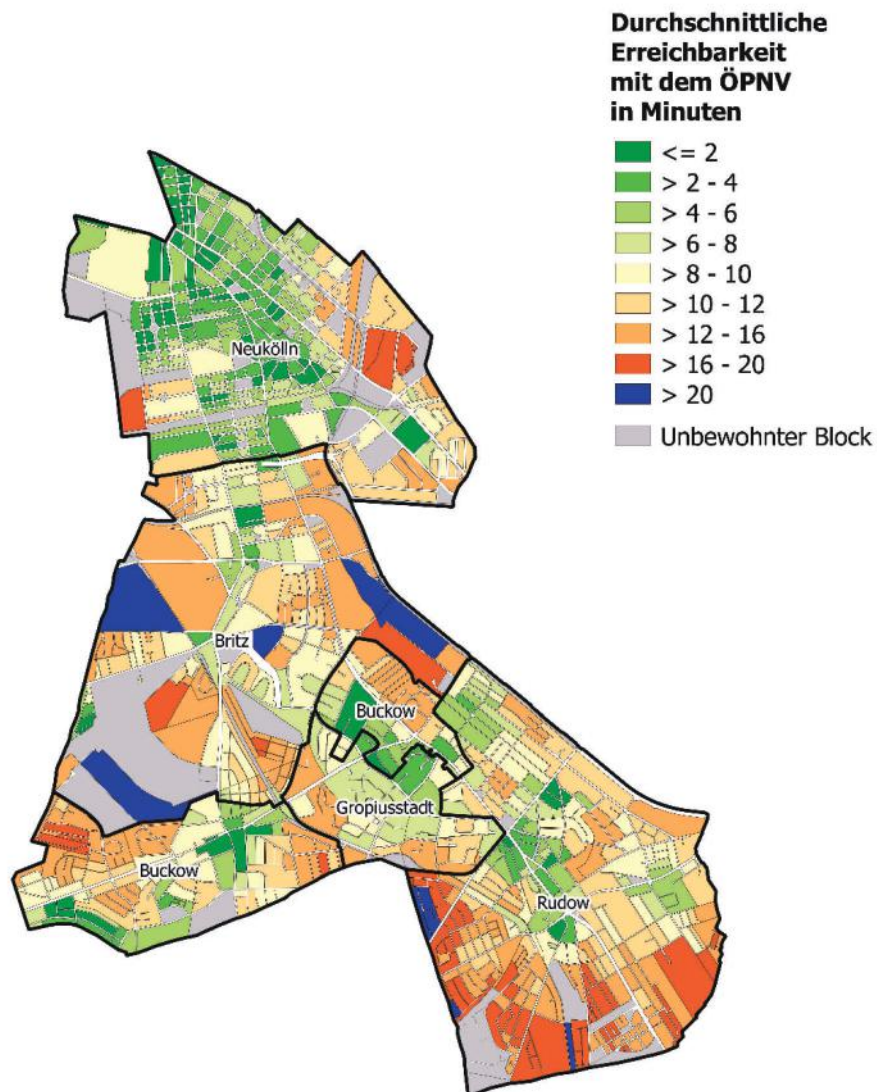 Durchschnittliche
Erreichbarkeit
mit dem ÖPNV
in Minuten
<= 2
> 2 - 4
> 4 - 6
> 6 - 8
> 8 - 10
> 10 - 12
> 12 - 16
> 16 - 20
> 20
Unbewohnter Block
Neukölln
Britz
Buckow
Gropiusstadt
Buckow
Rudow